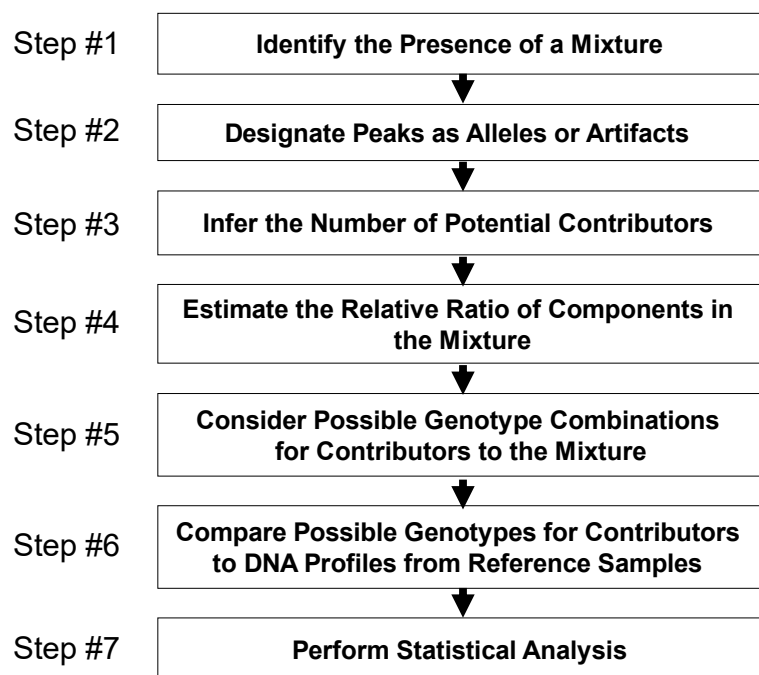 Step #1
Identify the Presence of a Mixture
Step #2
Designate Peaks as Alleles or Artifacts
Step #3
Infer the Number of Potential Contributors
Step #4
Estimate the Relative Ratio of Components in
the Mixture
Step #5
Consider Possible Genotype Combinations
for Contributors to the Mixture
Step #6
Compare Possible Genotypes for Contributors
to DNA Profiles from Reference Samples
Step #7
Perform Statistical Analysis